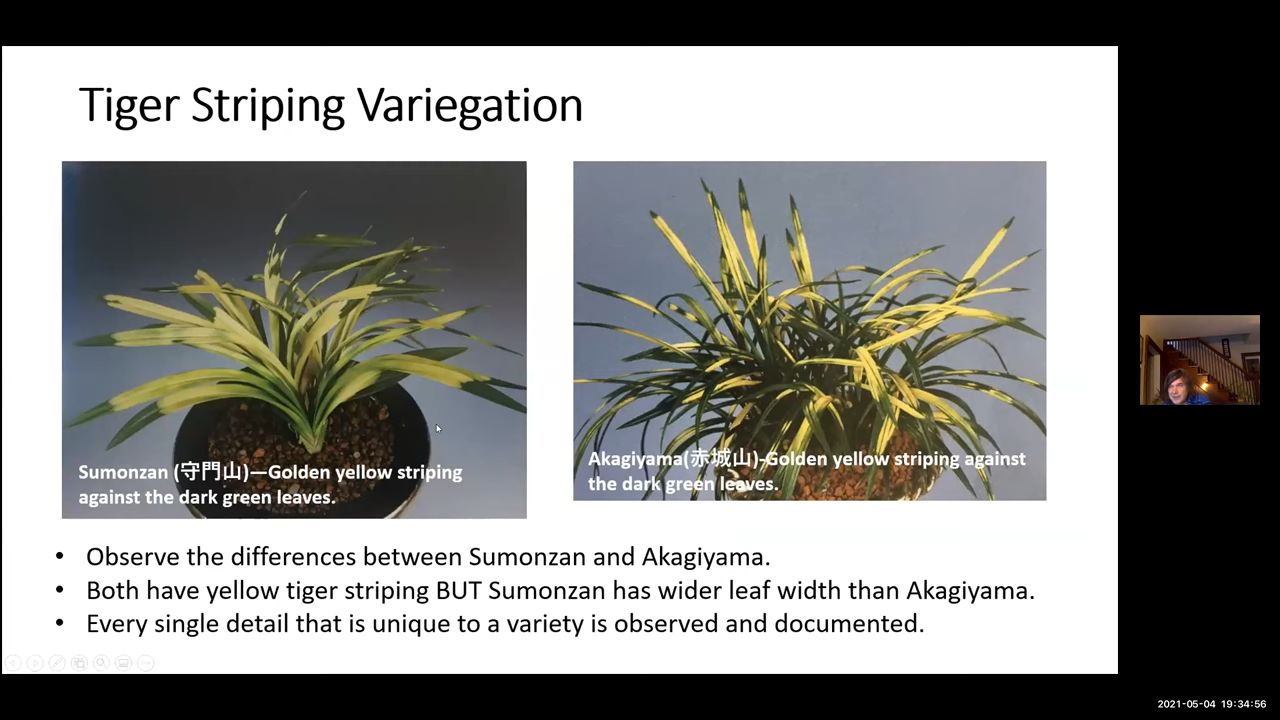 Tiger Striping Variegation
Sumonzan (守門山)—Golden yellow striping
against the dark green leaves.
Akagiyama(赤城山)-Golden yellow striping against
the dark green leaves.
• Observe the differences between Sumonzan and Akagiyama.
• Both have yellow tiger striping BUT Sumonzan has wider leaf width than Akagiyama.
• Every single detail that is unique to a variety is observed and documented.
2021-05-04 19:34:56